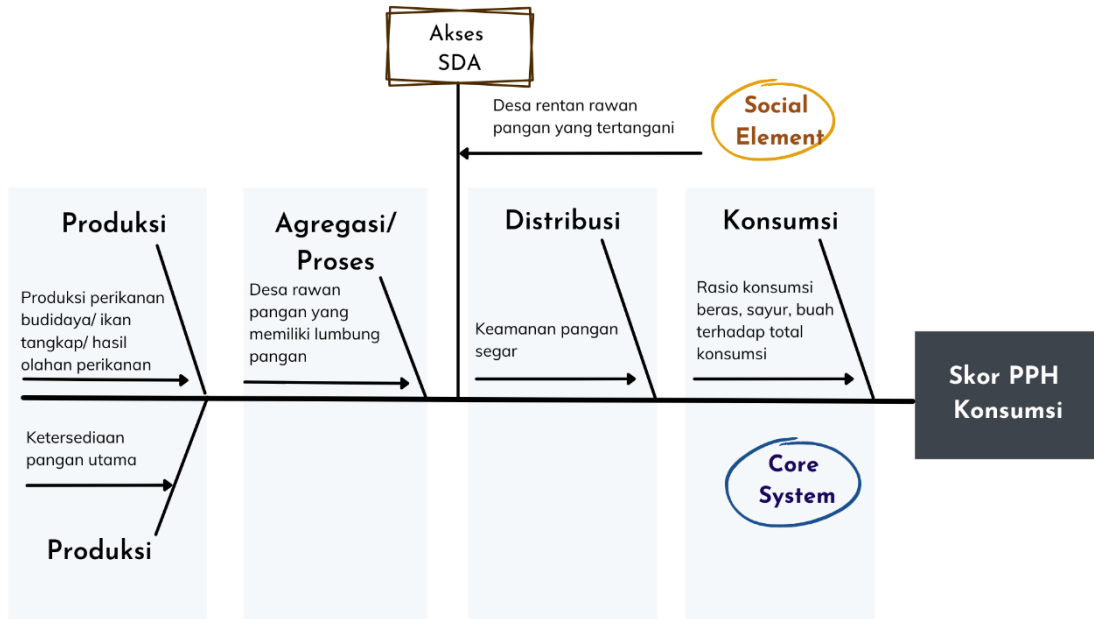 Akses
SDA
Desa rentan rawan
pangan yang tertangani
Social
Element
Produksi
Agregasi/
Proses
Distribusi
Konsumsi
Produksi perikanan
budidaya/ ikan
tangkap/ hasil
olahan perikanan
Desa rawan
pangan yang
memiliki lumbung
pangan
Keamanan pangan
segar
Rasio konsumsi
beras, sayur, buah
terhadap total
konsumsi
Skor PPH
Konsumsi
Ketersediaan
pangan utama
Produksi
Core
System